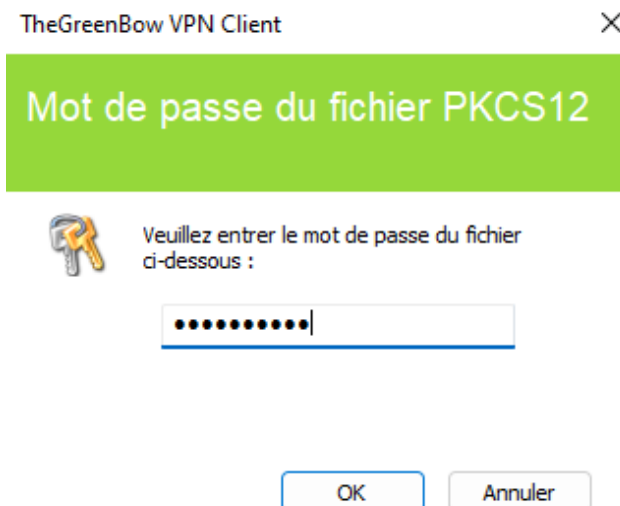 TheGreenBow VPN Client
Mot de passe du fichier PKCS12
Veuillez entrer le mot de passe du fichier
ci-dessous :
●●●●●●●●●●
OK
Annuler